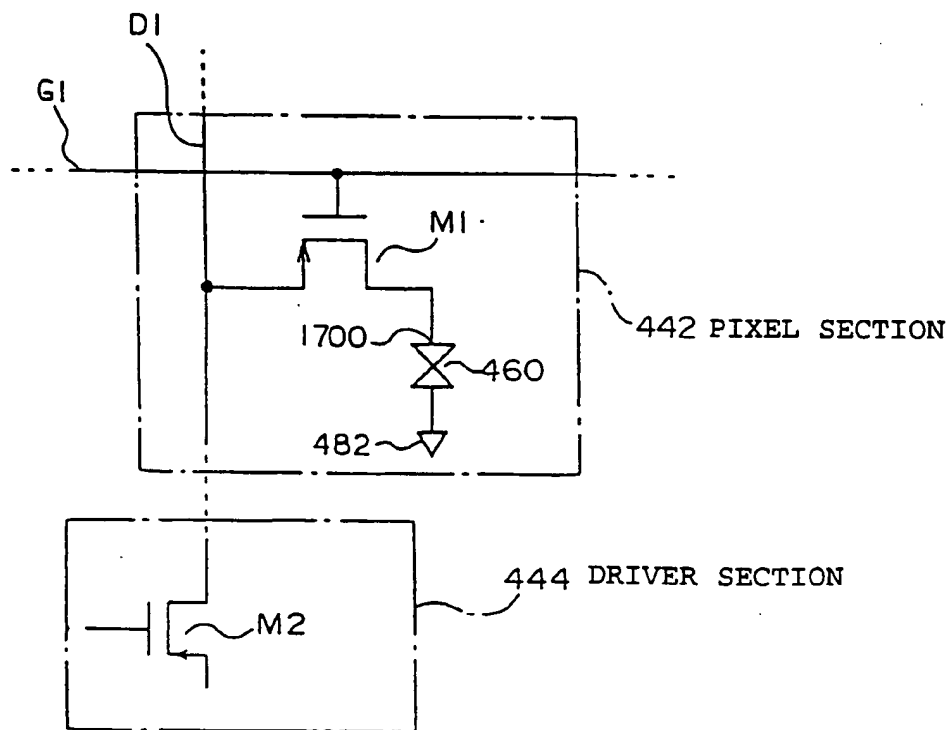 D1
G1
M1
1700
442 PIXEL SECTION
460
482
444 DRIVER SECTION
M2